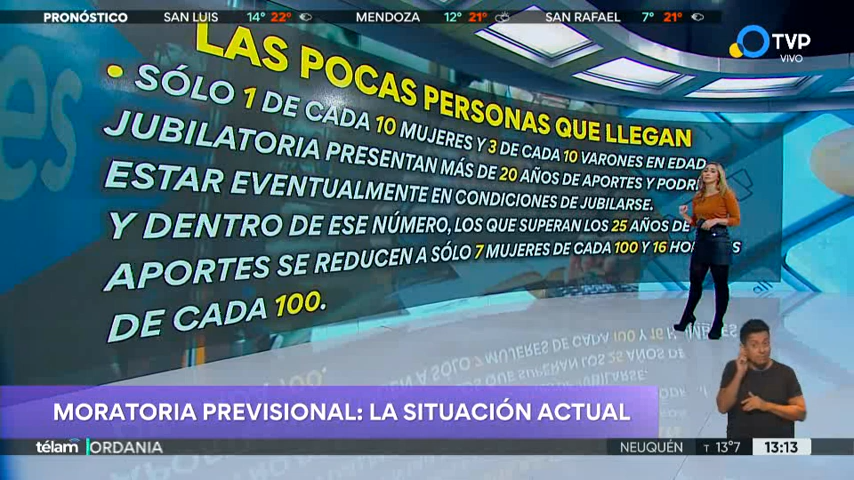 PRONÓSTICO SAN LUIS 14° 22° MENDOZA 12° 21° SAN RAFAEL 7° 21°
TVP
VIVO
es
LAS POCAS PERSONAS QUE LLEGAN
• SÓLO 1 DE CADA 10 MUJERES Y 3 DE CADA 10 VARONES EN EDAD
JUBILATORIA PRESENTAN MÁS DE 20 AÑOS DE APORTES Y PODRÍ
ESTAR EVENTUALMENTE EN CONDICIONES DE JUBILARSE.
Y DENTRO DE ESE NÚMERO, LOS QUE SUPERAN LOS 25 AÑOS DE
APORTES SE REDUCEN A SÓLO 7 MUJERES DE CADA 100 Y 16 HO ES
DE CADA 100.
MORATORIA PREVISIONAL: LA SITUACIÓN ACTUAL
télam ORDANIA NEUQUÉN T 13°7 13:13